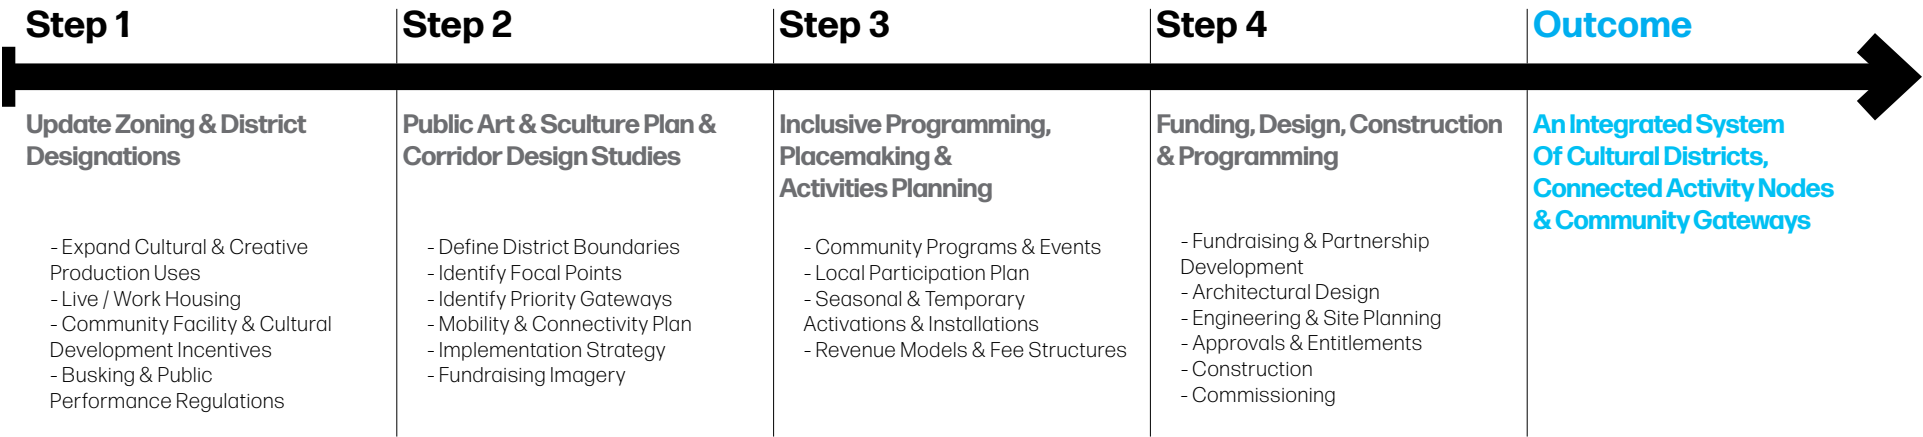 Step 1
Update Zoning & District
Designations
- Expand Cultural & Creative
Production Uses
- Live / Work Housing
- Community Facility & Cultural
Development Incentives
- Busking & Public
Performance Regulations
Step 2
Public Art & Sculture Plan &
Corridor Design Studies
- Define District Boundaries
- Identify Focal Points
- Identify Priority Gateways
- Mobility & Connectivity Plan
- Implementation Strategy
- Fundraising Imagery
Step 3
Inclusive Programming,
Placemaking &
Activities Planning
- Community Programs & Events
- Local Participation Plan
- Seasonal & Temporary
Activations & Installations
- Revenue Models & Fee Structures
Step 4
Funding, Design, Construction
& Programming
- Fundraising & Partnership
Development
- Architectural Design
- Engineering & Site Planning
- Approvals & Entitlements
- Construction
- Commissioning
Outcome
An Integrated System
Of Cultural Districts,
Connected Activity Nodes
& Community Gateways